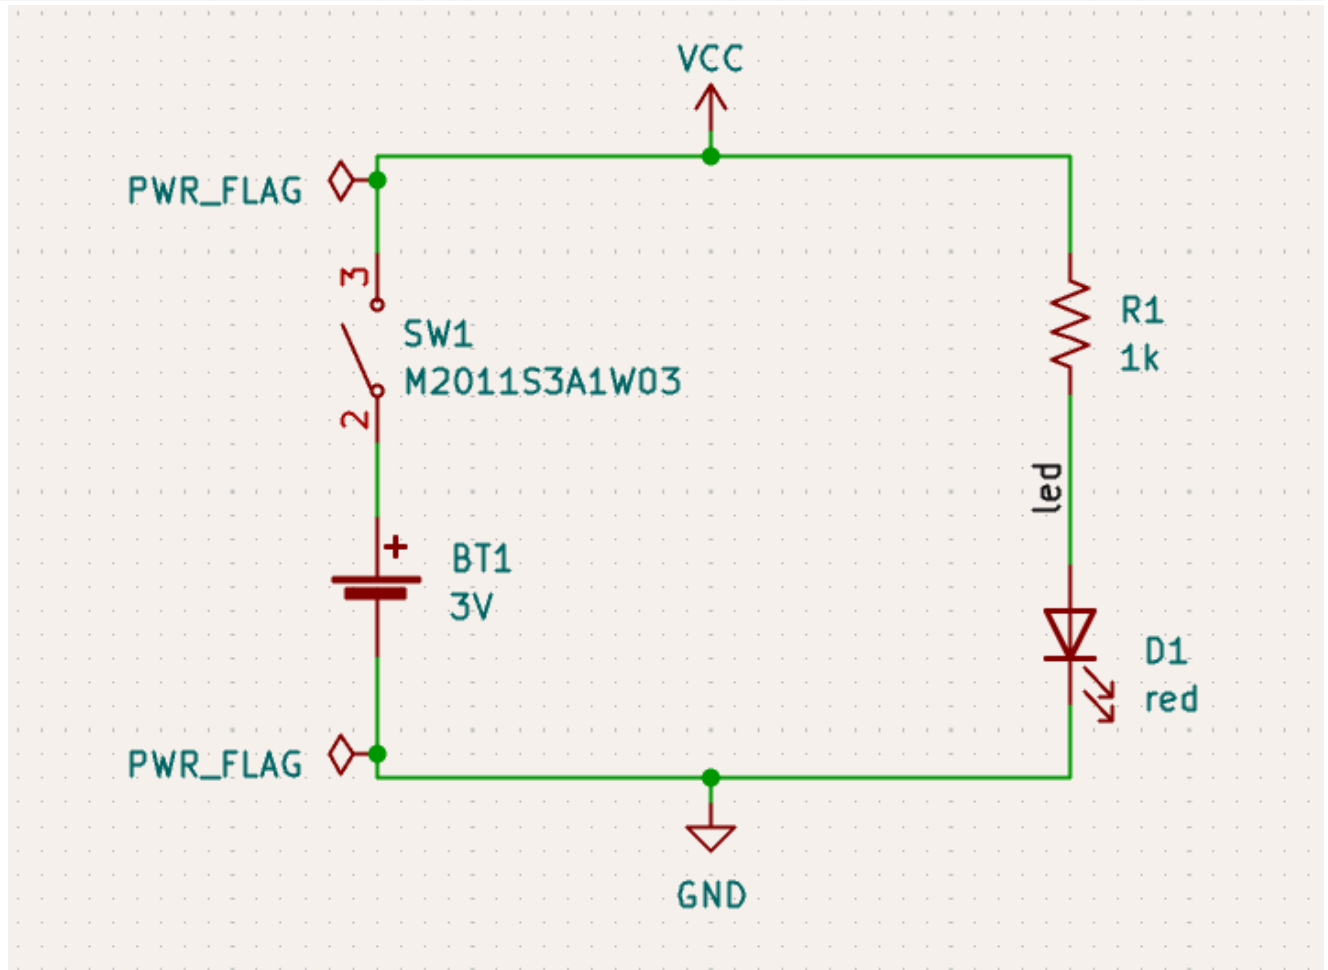 VCC
PWR_FLAG
3
SW1
M2011S3A1W03
2
R1
1k
led
+
BT1
3V
D1
red
PWR_FLAG
GND